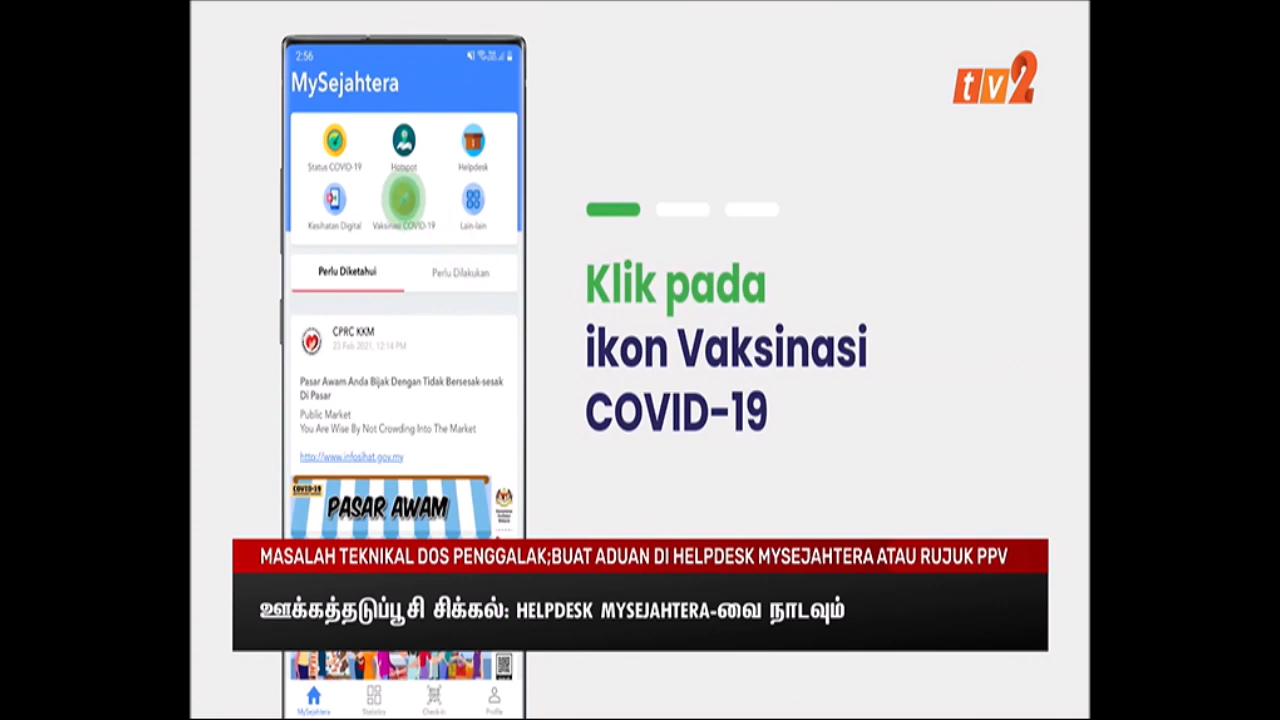 2:56
MySejahtera
tv2
Status COVID-19
Hotspot
Helpdesk
Kesihatan Digital
Vaksinasi COVID-19
Lain-lain
Perlu Diketahui
Perlu Dilakukan
CPRC KKM
23 Feb 2021, 12:14 PM
Pasar Awam Anda Bijak Dengan Tidak Bersesak-sesak
Di Pasar
Public Market
You Are Wise By Not Crowding Into The Market
http://www.infosihat.gov.my
COVID-19
PASAR AWAM
Klik pada
ikon Vaksinasi
COVID-19
MASALAH TEKNIKAL DOS PENGGALAK;BUAT ADUAN DI HELPDESK MYSEJAHTERA ATAU RUJUK PPV
ஊக்கத்தடுப்பூசி சிக்கல்: HELPDESK MYSEJAHTERA-வை நாடவும்
MySejahtera
Statistics
Check-in
Profile